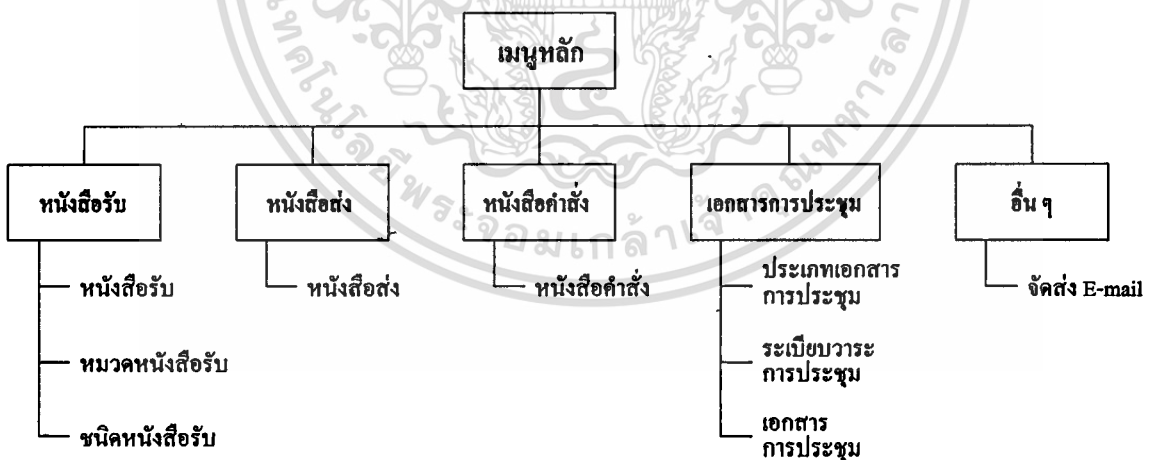 เมนูหลัก
หนังสือรับ
หนังสือส่ง
หนังสือคำสั่ง
เอกสารการประชุม
อื่น ๆ
หนังสือรับ
หมวดหนังสือรับ
ชนิดหนังสือรับ
หนังสือส่ง
หนังสือคำสั่ง
ประเภทเอกสาร
การประชุม
ระเบียบวาระ
การประชุม
เอกสาร
การประชุม
จัดส่ง E-mail